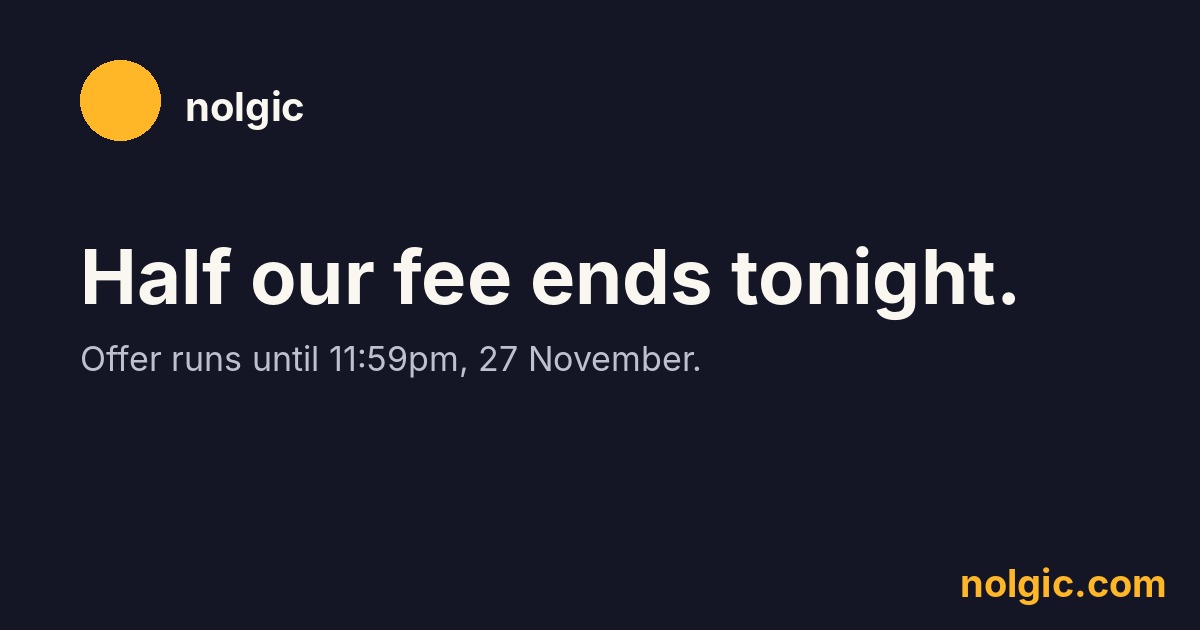 nolgic
Half our fee ends tonight.
Offer runs until 11:59pm, 27 November.
nolgic.com